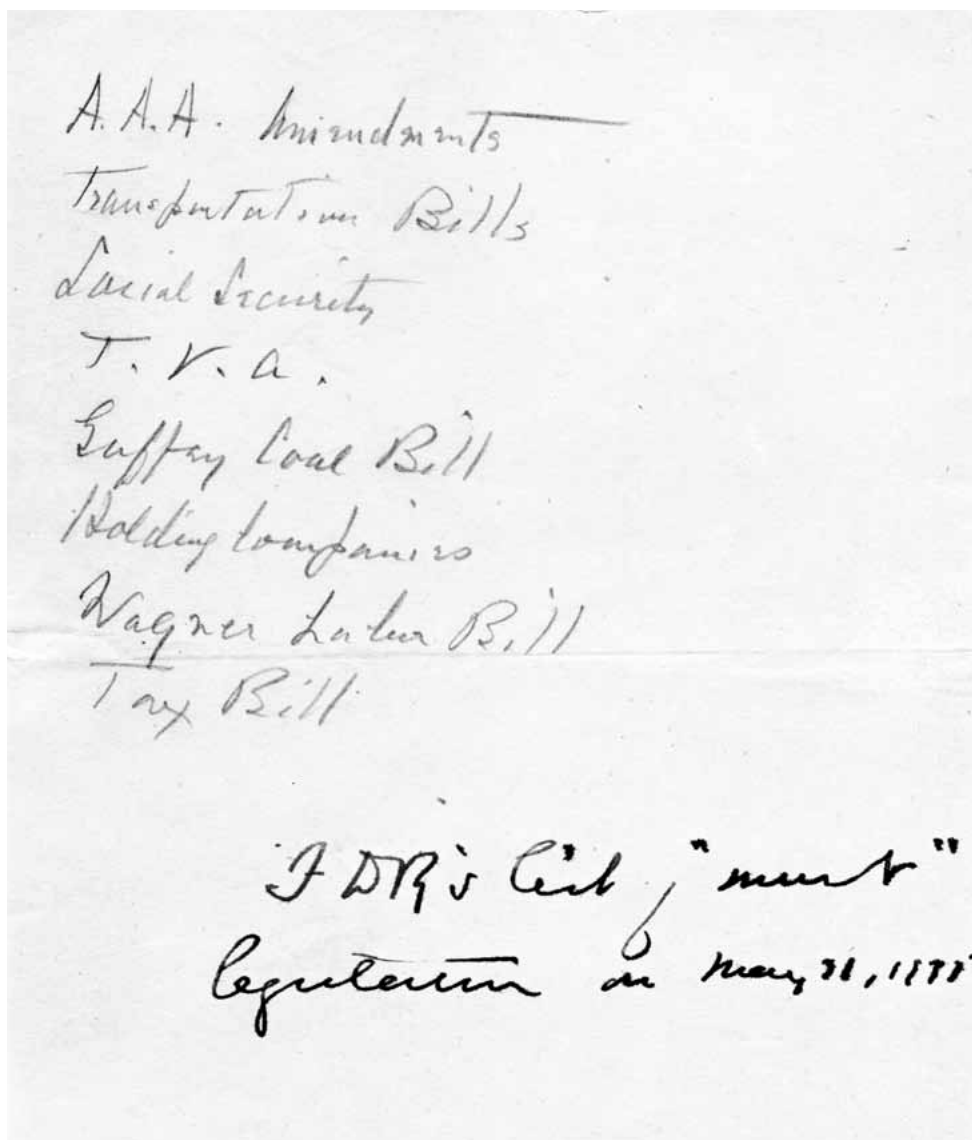 A.A.A. Amendments
Transportation Bills
Social Security
T.V.A.
Guffey Coal Bill
Holding Companies
Wagner Labor Bill
Tax Bill
FDR's list of "must"
legislation on May 31,